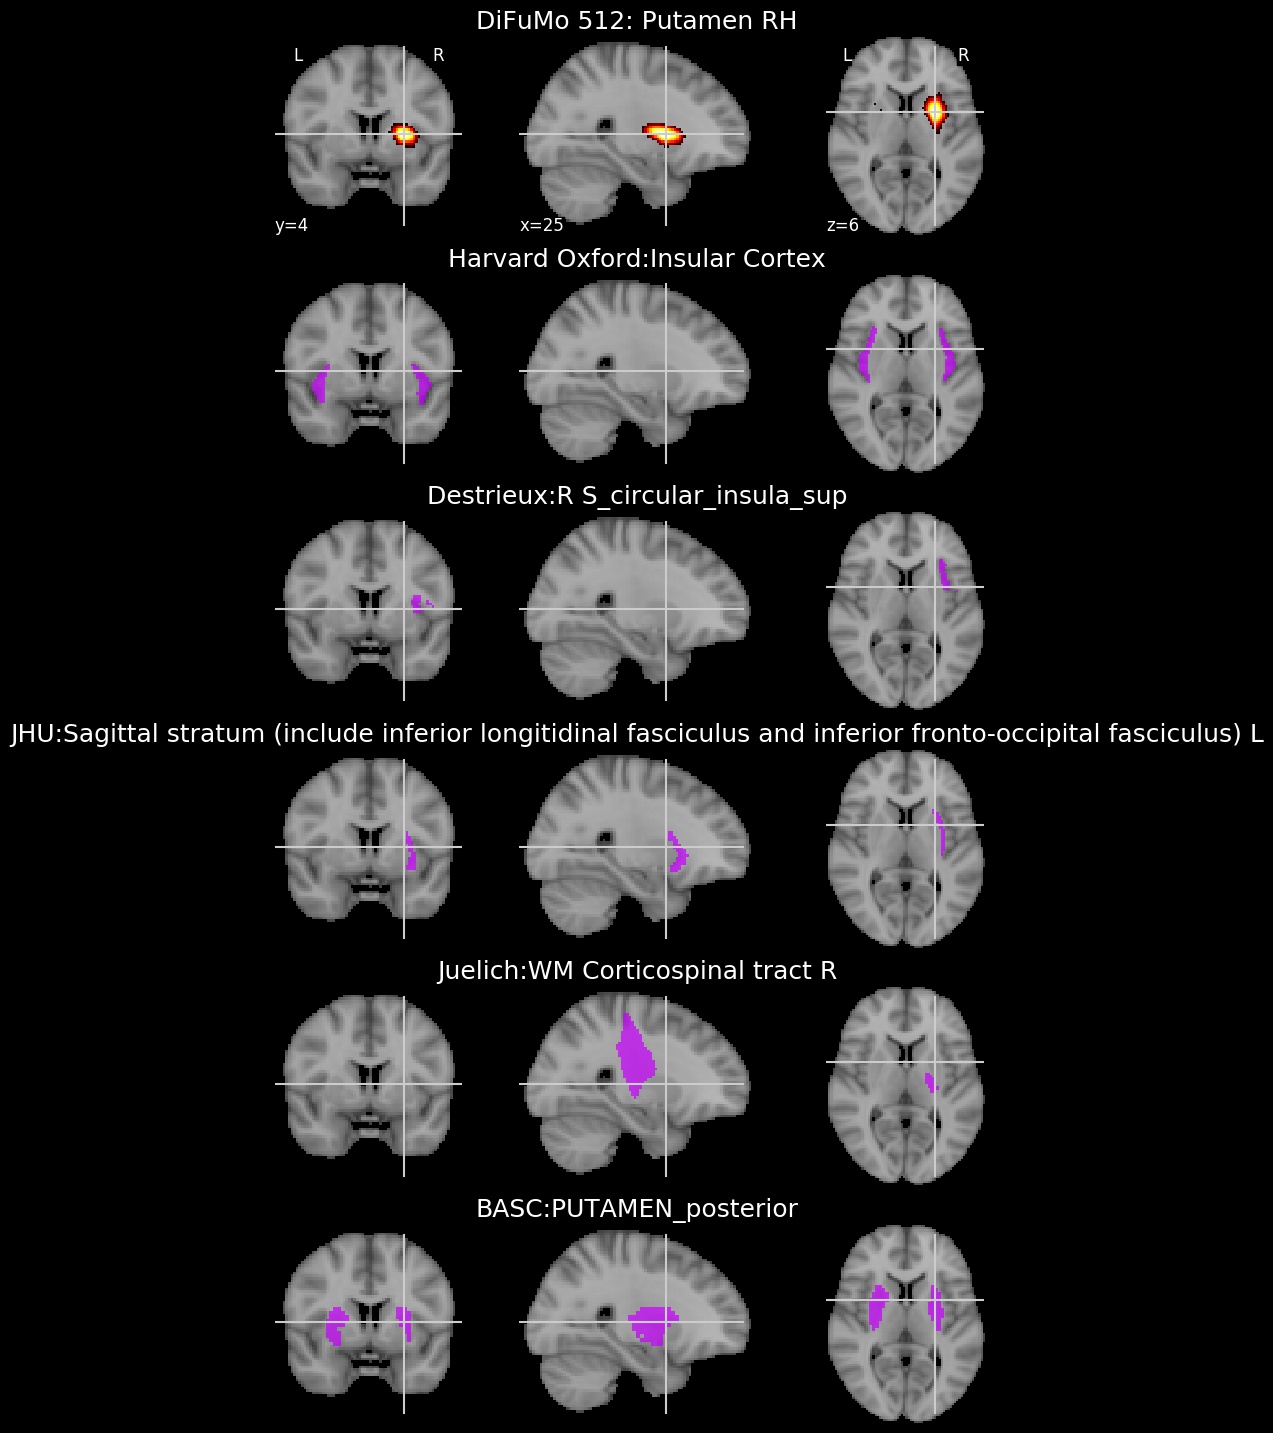 DiFuMo 512: Putamen RH
L R L R
y=4 x=25 z=6
Harvard Oxford:Insular Cortex
Destrieux:R S_circular_insula_sup
JHU:Sagittal stratum (include inferior longitidinal fasciculus and inferior fronto-occipital fasciculus) L
Juelich:WM Corticospinal tract R
BASC:PUTAMEN_posterior